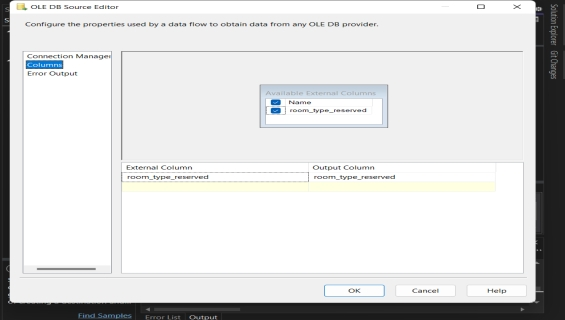 OLE DB Source Editor
Configure the properties used by a data flow to obtain data from any OLE DB provider.
Connection Manager
Columns
Error Output
Available External Columns
Name
room_type_reserved
External Column
Output Column
room_type_reserved
room_type_reserved
OK
Cancel
Help
Solution Explorer
Git Changes
Find Samples
Error List
Output